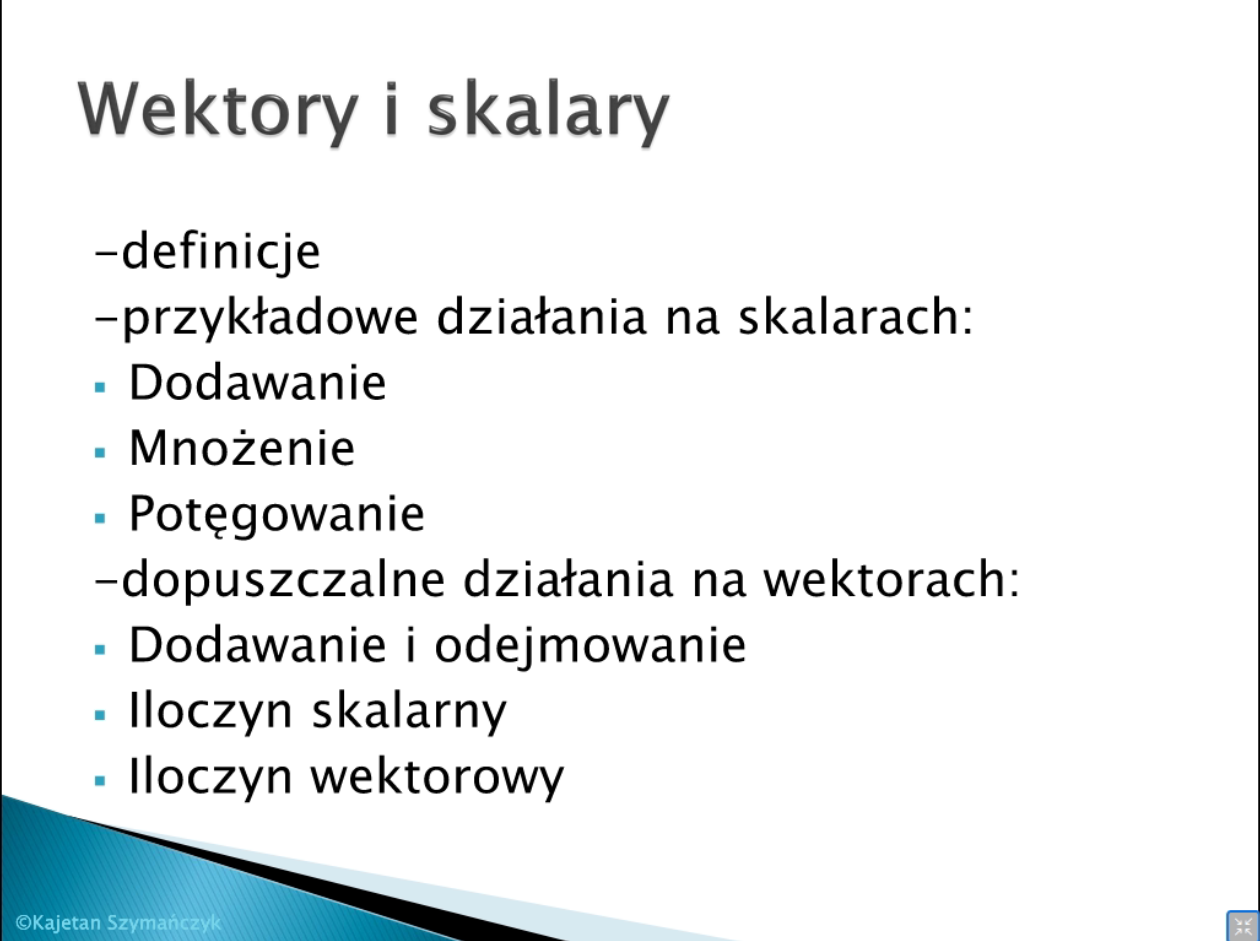 Wektory i skalary
-definicje
-przykładowe działania na skalarach:
▪ Dodawanie
▪ Mnożenie
▪ Potęgowanie
-dopuszczalne działania na wektorach:
▪ Dodawanie i odejmowanie
▪ Iloczyn skalarny
▪ Iloczyn wektorowy
©Kajetan Szymańczyk